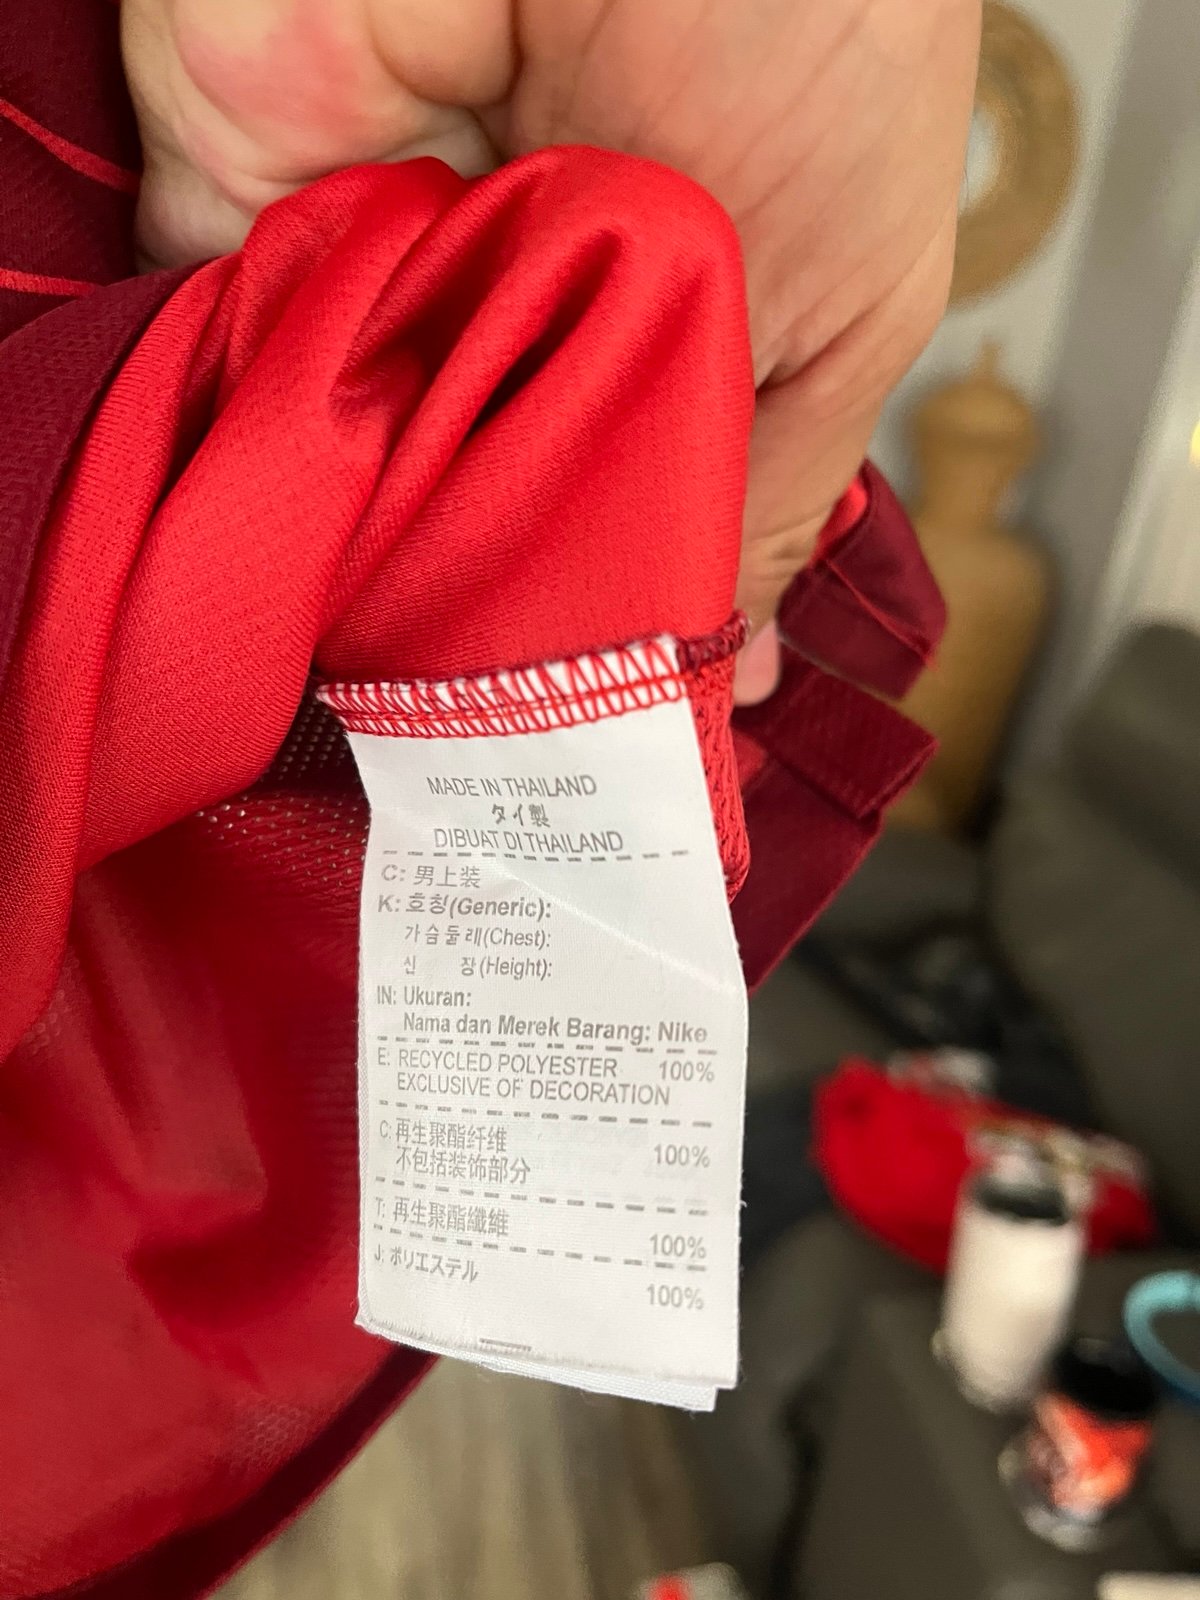 MADE IN THAILAND
タイ製
DIBUAT DI THAILAND
C: 男上装
K: 호칭(Generic):
가슴둘레(Chest):
신 장(Height):
IN: Ukuran:
Nama dan Merek Barang: Nike
E: RECYCLED POLYESTER 100%
EXCLUSIVE OF DECORATION
C: 再生聚酯纤维 100%
不包括装饰部分
T: 再生聚酯纖維 100%
J: ポリエステル 100%